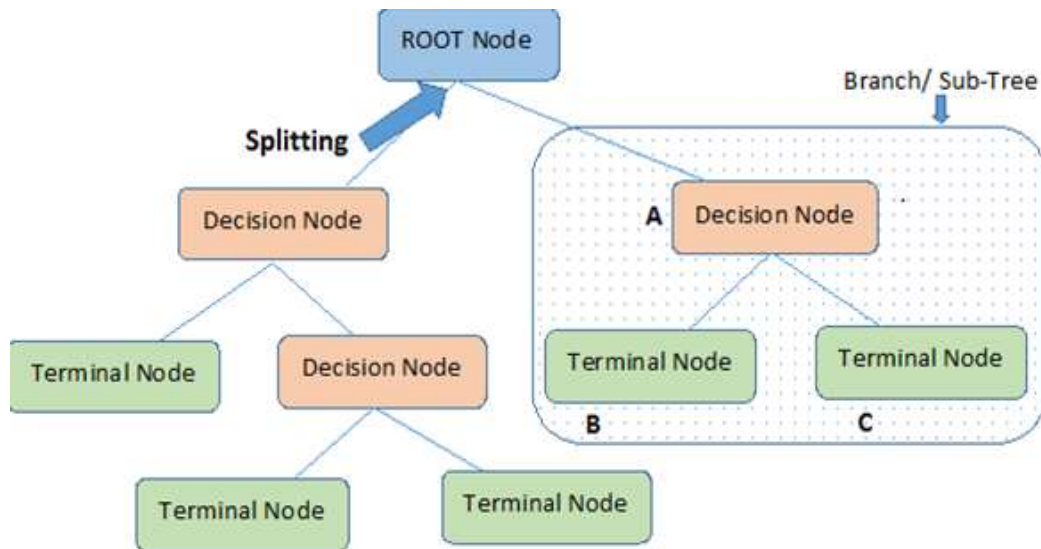 ROOT Node
Branch/ Sub-Tree
Splitting
Decision Node
A
Decision Node
Terminal Node
Decision Node
Terminal Node
Terminal Node
B
C
Terminal Node
Terminal Node